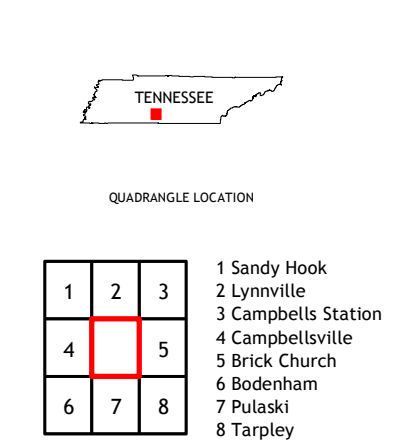 TENNESSEE
QUADRANGLE LOCATION
1 2 3
4 5
6 7 8
1 Sandy Hook
2 Lynnville
3 Campbells Station
4 Campbellsville
5 Brick Church
6 Bodenham
7 Pulaski
8 Tarpley